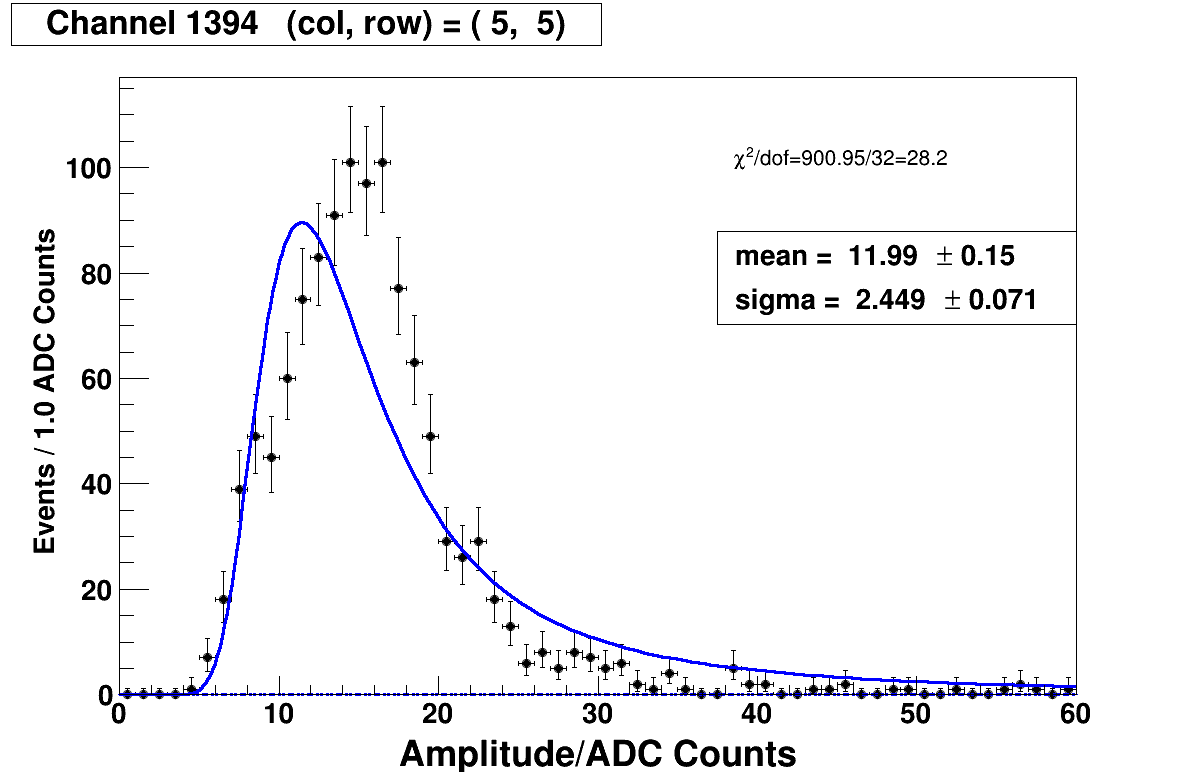 Channel 1394 (col, row) = ( 5, 5)
χ²/dof=900.95/32=28.2
mean = 11.99 ± 0.15
sigma = 2.449 ± 0.071
Events / 1.0 ADC Counts
100
80
60
40
20
0
0 10 20 30 40 50 60
Amplitude/ADC Counts